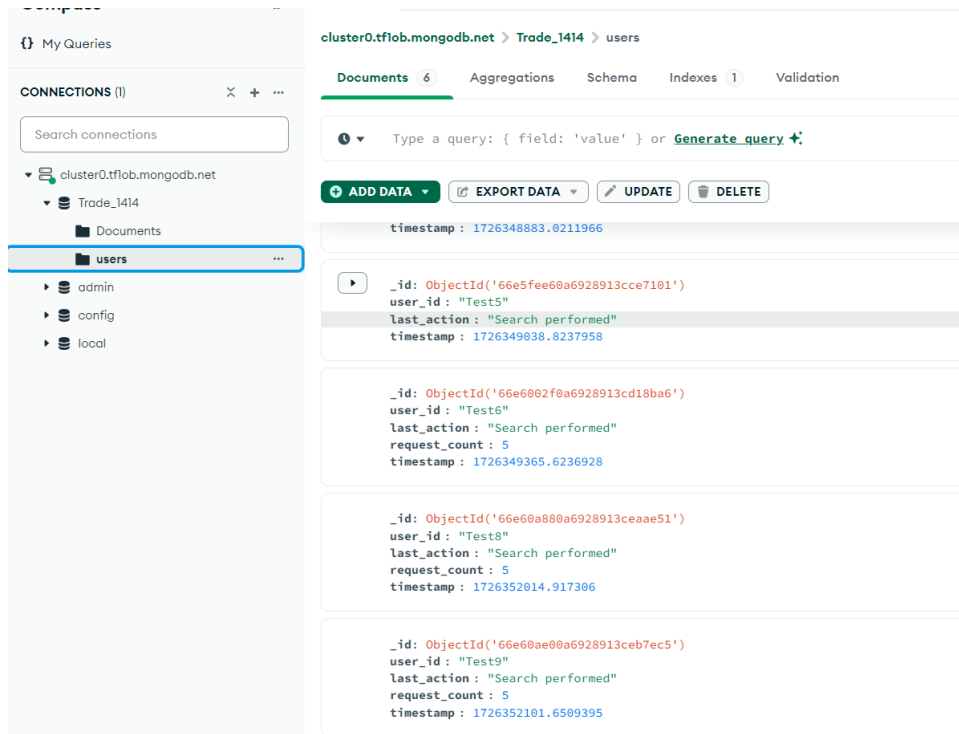 {} My Queries
CONNECTIONS (1)
Search connections
cluster0.tf1ob.mongodb.net
Trade_1414
Documents
users
admin
config
local
cluster0.tf1ob.mongodb.net > Trade_1414 > users
Documents 6 Aggregations Schema Indexes 1 Validation
Type a query: { field: 'value' } or Generate query
ADD DATA EXPORT DATA UPDATE DELETE
timestamp : 1726348883.0211966
_id: ObjectId('66e5fee60a6928913cce7101')
user_id : "Test5"
last_action : "Search performed"
timestamp : 1726349038.8237958
_id: ObjectId('66e6002f0a6928913cd18ba6')
user_id : "Test6"
last_action : "Search performed"
request_count : 5
timestamp : 1726349365.6236928
_id: ObjectId('66e60a880a6928913ceaae51')
user_id : "Test8"
last_action : "Search performed"
request_count : 5
timestamp : 1726352014.917306
_id: ObjectId('66e60ae00a6928913ceb7ec5')
user_id : "Test9"
last_action : "Search performed"
request_count : 5
timestamp : 1726352101.6509395